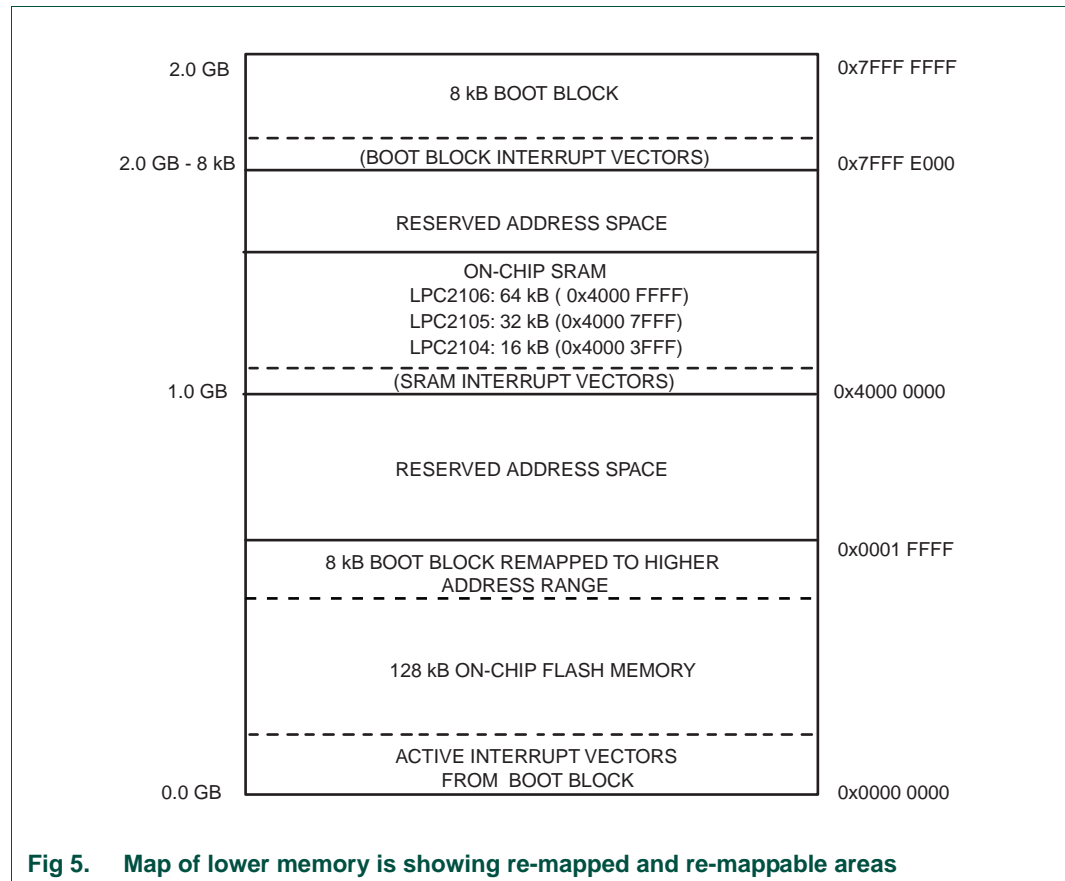 2.0 GB
0x7FFF FFFF
8 kB BOOT BLOCK
(BOOT BLOCK INTERRUPT VECTORS)
2.0 GB - 8 kB
0x7FFF E000
RESERVED ADDRESS SPACE
ON-CHIP SRAM
LPC2106: 64 kB ( 0x4000 FFFF)
LPC2105: 32 kB (0x4000 7FFF)
LPC2104: 16 kB (0x4000 3FFF)
(SRAM INTERRUPT VECTORS)
1.0 GB
0x4000 0000
RESERVED ADDRESS SPACE
0x0001 FFFF
8 kB BOOT BLOCK REMAPPED TO HIGHER
ADDRESS RANGE
128 kB ON-CHIP FLASH MEMORY
ACTIVE INTERRUPT VECTORS
FROM BOOT BLOCK
0.0 GB
0x0000 0000
Fig 5. Map of lower memory is showing re-mapped and re-mappable areas